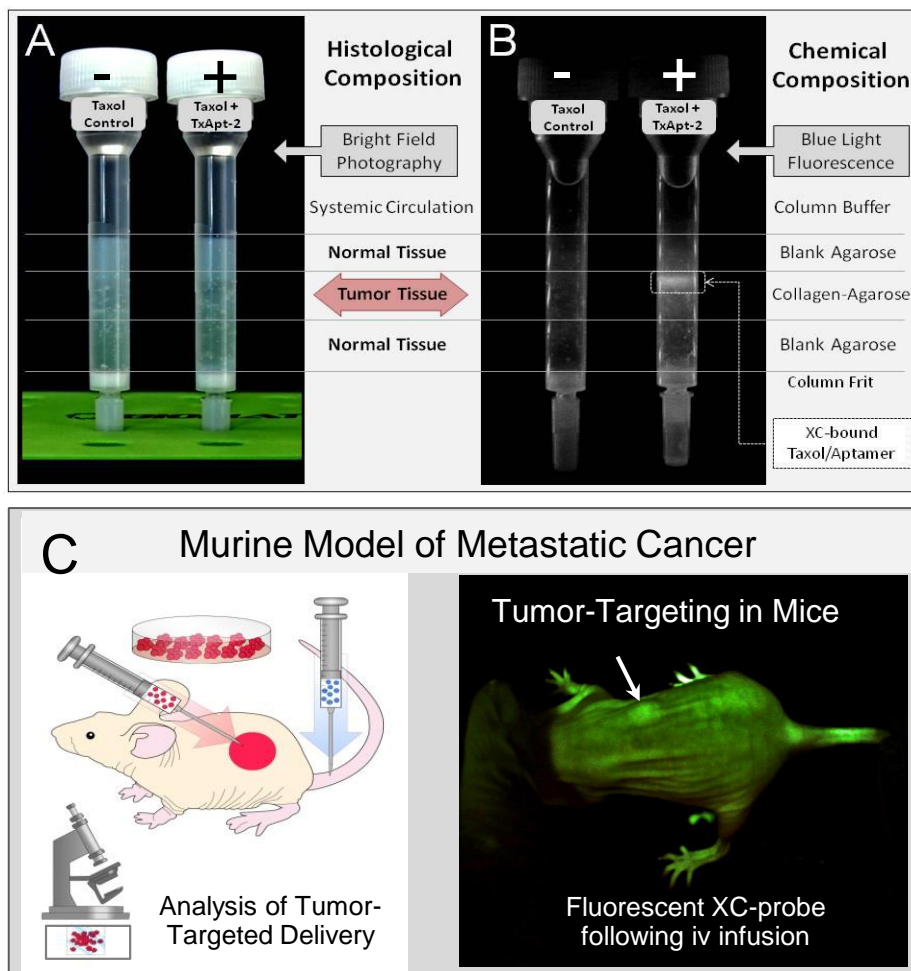 A
-
+
Taxol
Control
Taxol +
TxApt-2
Histological
Composition
Bright Field
Photography
Systemic Circulation
Normal Tissue
Tumor Tissue
Normal Tissue
B
-
+
Taxol
Control
Taxol +
TxApt-2
Chemical
Composition
Blue Light
Fluorescence
Column Buffer
Blank Agarose
Collagen-Agarose
Blank Agarose
Column Frit
XC-bound
Taxol/Aptamer
C
Murine Model of Metastatic Cancer
Analysis of Tumor-
Targeted Delivery
Tumor-Targeting in Mice
Fluorescent XC-probe
following iv infusion